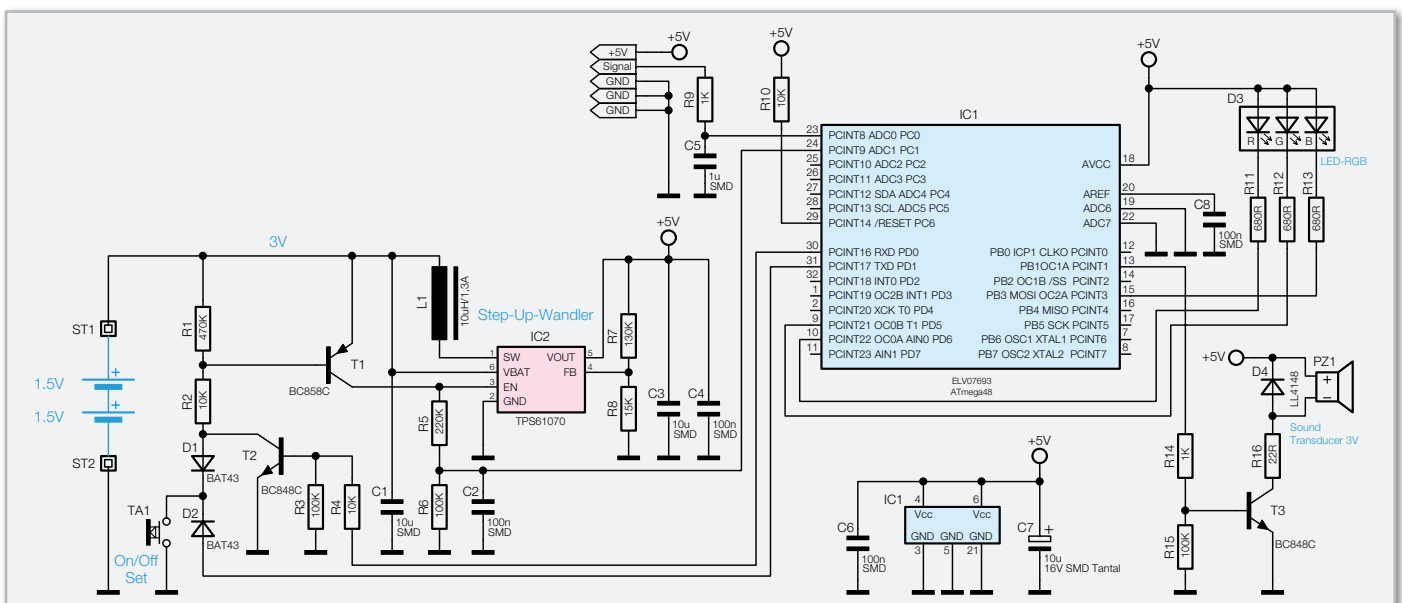 +5V
+5V
+5V
+5V
Signal
GND
GND
GND
R9
1K
R10
10K
C5
1u
SMD
IC1
23 PCINT8 ADC0 PC0
24 PCINT9 ADC1 PC1
25 PCINT10 ADC2 PC2
26 PCINT11 ADC3 PC3
27 PCINT12 SDA ADC4 PC4
28 PCINT13 SCL ADC5 PC5
29 PCINT14 /RESET PC6
30 PCINT16 RXD PD0
31 PCINT17 TXD PD1
32 PCINT18 INT0 PD2
1 PCINT19 OC2B INT1 PD3
2 PCINT20 XCK T0 PD4
9 PCINT21 OC0B T1 PD5
10 PCINT22 OC0A AIN0 PD6
11 PCINT23 AIN1 PD7
AVCC 18
AREF 20
ADC6 19
ADC7 22
PB0 ICP1 CLKO PCINT0 12
PB1OC1A PCINT1 13
PB2 OC1B /SS PCINT2 14
PB3 MOSI OC2A PCINT3 15
PB4 MISO PCINT4 16
PB5 SCK PCINT5 17
PB6 OSC1 XTAL1 PCINT6 7
PB7 OSC2 XTAL2 PCINT7 8
ELV07693
ATmega48
D3
R G B
LED-RGB
R11
680R
R12
680R
R13
680R
C8
100n
SMD
3V
ST1
1.5V
+
1.5V
+
ST2
R1
470K
R2
10K
T1
BC858C
D1
BAT43
D2
BAT43
TA1
On/Off
Set
T2
BC848C
R3
100K
R4
10K
C1
10u
SMD
L1
10uH/1,3A
Step-Up-Wandler
IC2
1 SW
6 VBAT
3 EN
2 GND
VOUT 5
FB 4
TPS61070
R5
220K
R6
100K
C2
100n
SMD
+5V
R7
130K
R8
15K
C3
10u
SMD
C4
100n
SMD
+5V
C6
100n
SMD
IC1
4 6
Vcc Vcc
GND GND GND
3 5 21
C7
+
10u
16V SMD Tantal
+5V
D4
LL4148
PZ1
+
−
Sound
Transducer 3V
R14
1K
R15
100K
R16
22R
T3
BC848C